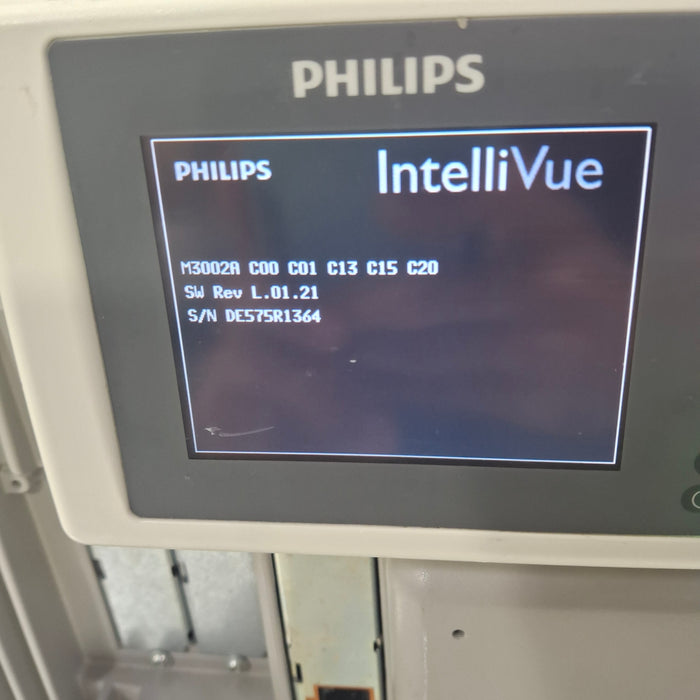 PHILIPS
PHILIPS IntelliVue
M3002A C00 C01 C13 C15 C20
SW Rev L.01.21
S/N DE575R1364